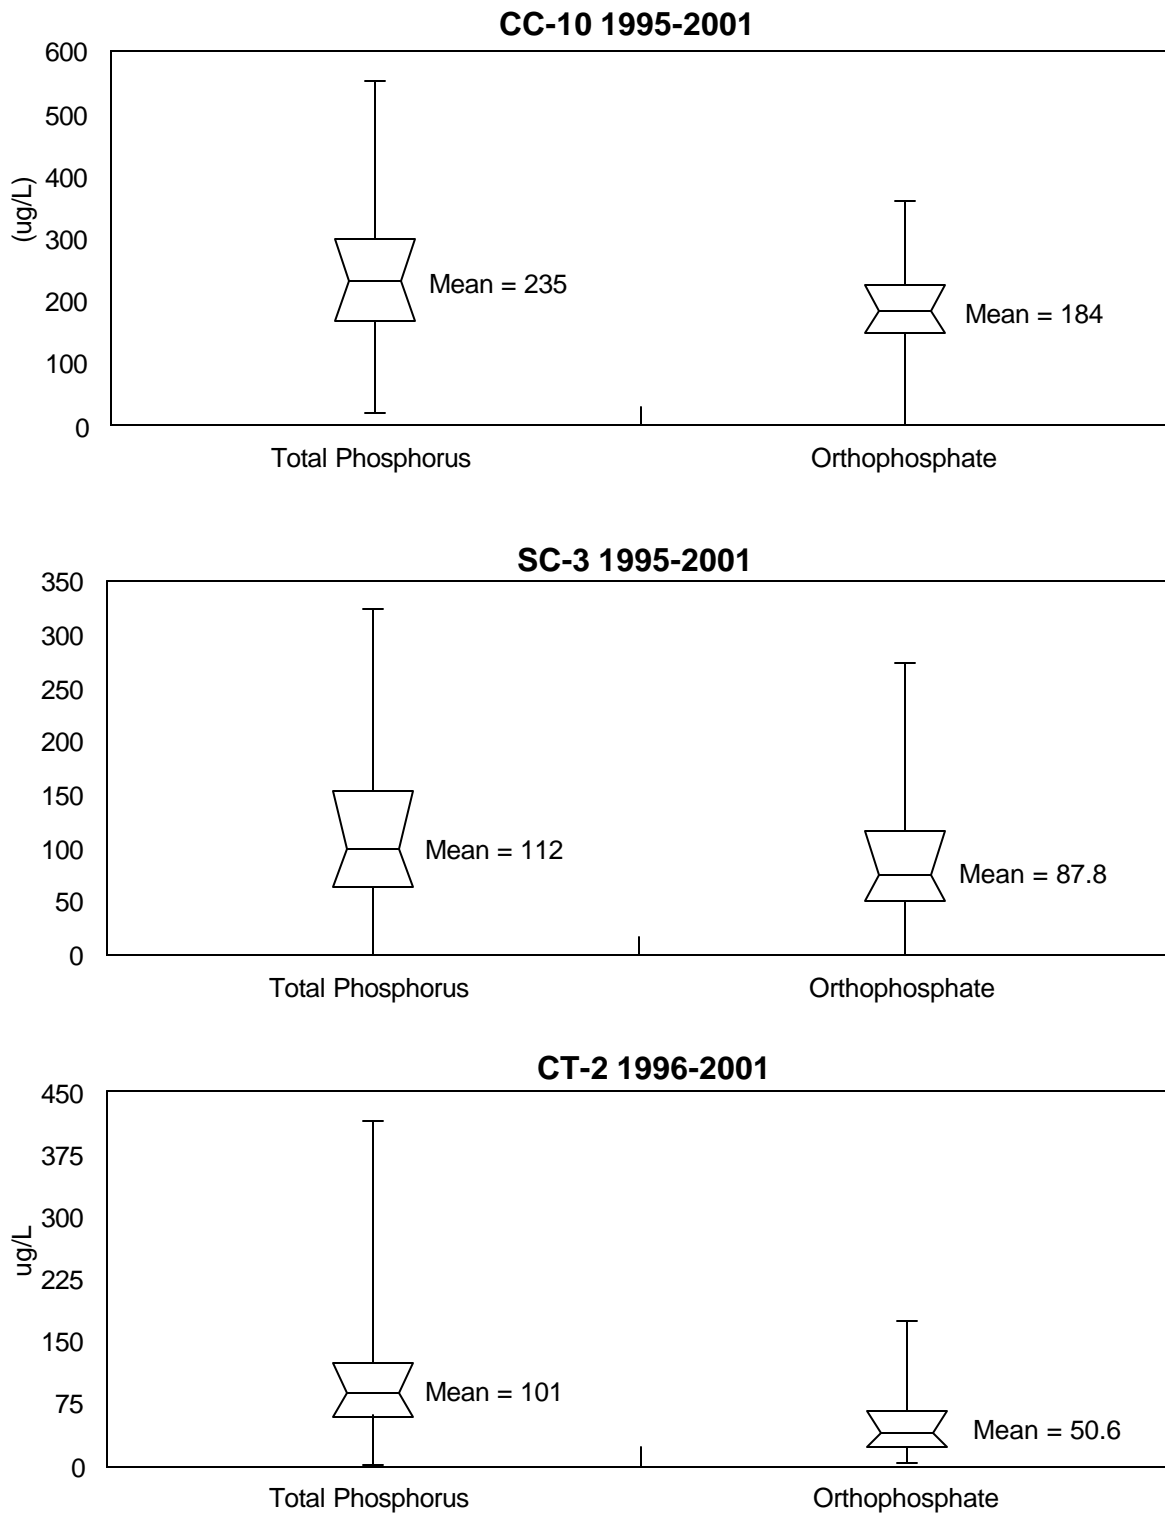 CC-10 1995-2001
600
500
400
300
200
100
0
(ug/L)
Mean = 235
Mean = 184
Total Phosphorus
Orthophosphate
SC-3 1995-2001
350
300
250
200
150
100
50
0
Mean = 112
Mean = 87.8
Total Phosphorus
Orthophosphate
CT-2 1996-2001
450
375
300
225
150
75
0
ug/L
Mean = 101
Mean = 50.6
Total Phosphorus
Orthophosphate